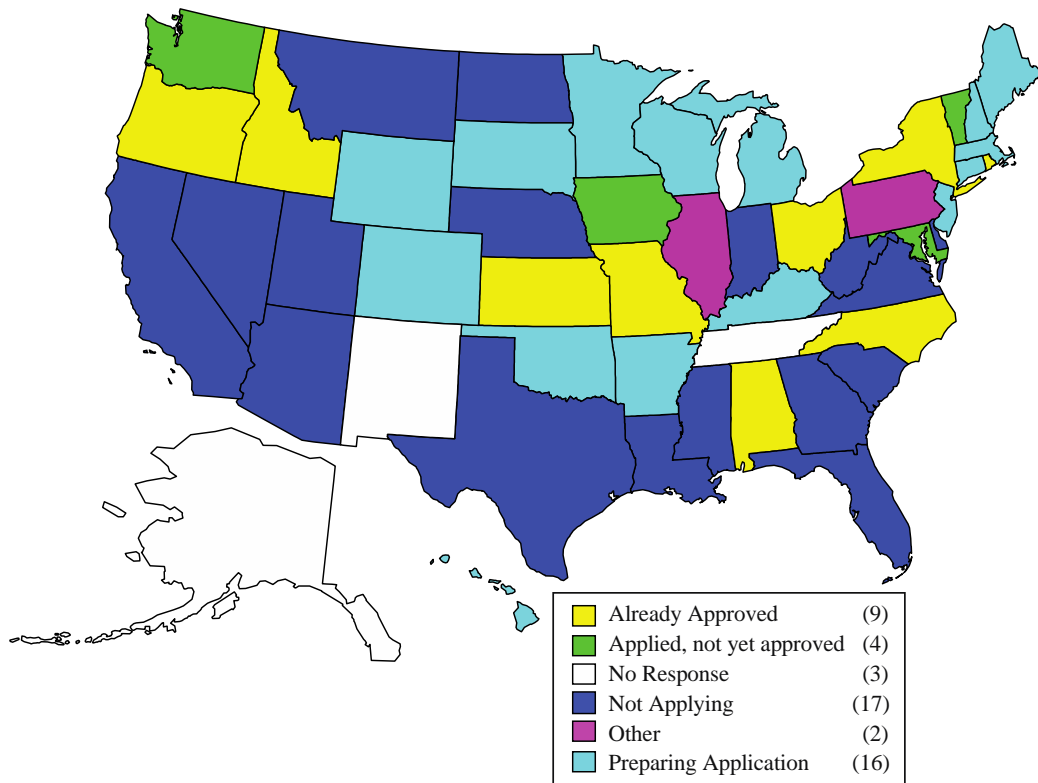 Already Approved (9)
Applied, not yet approved (4)
No Response (3)
Not Applying (17)
Other (2)
Preparing Application (16)